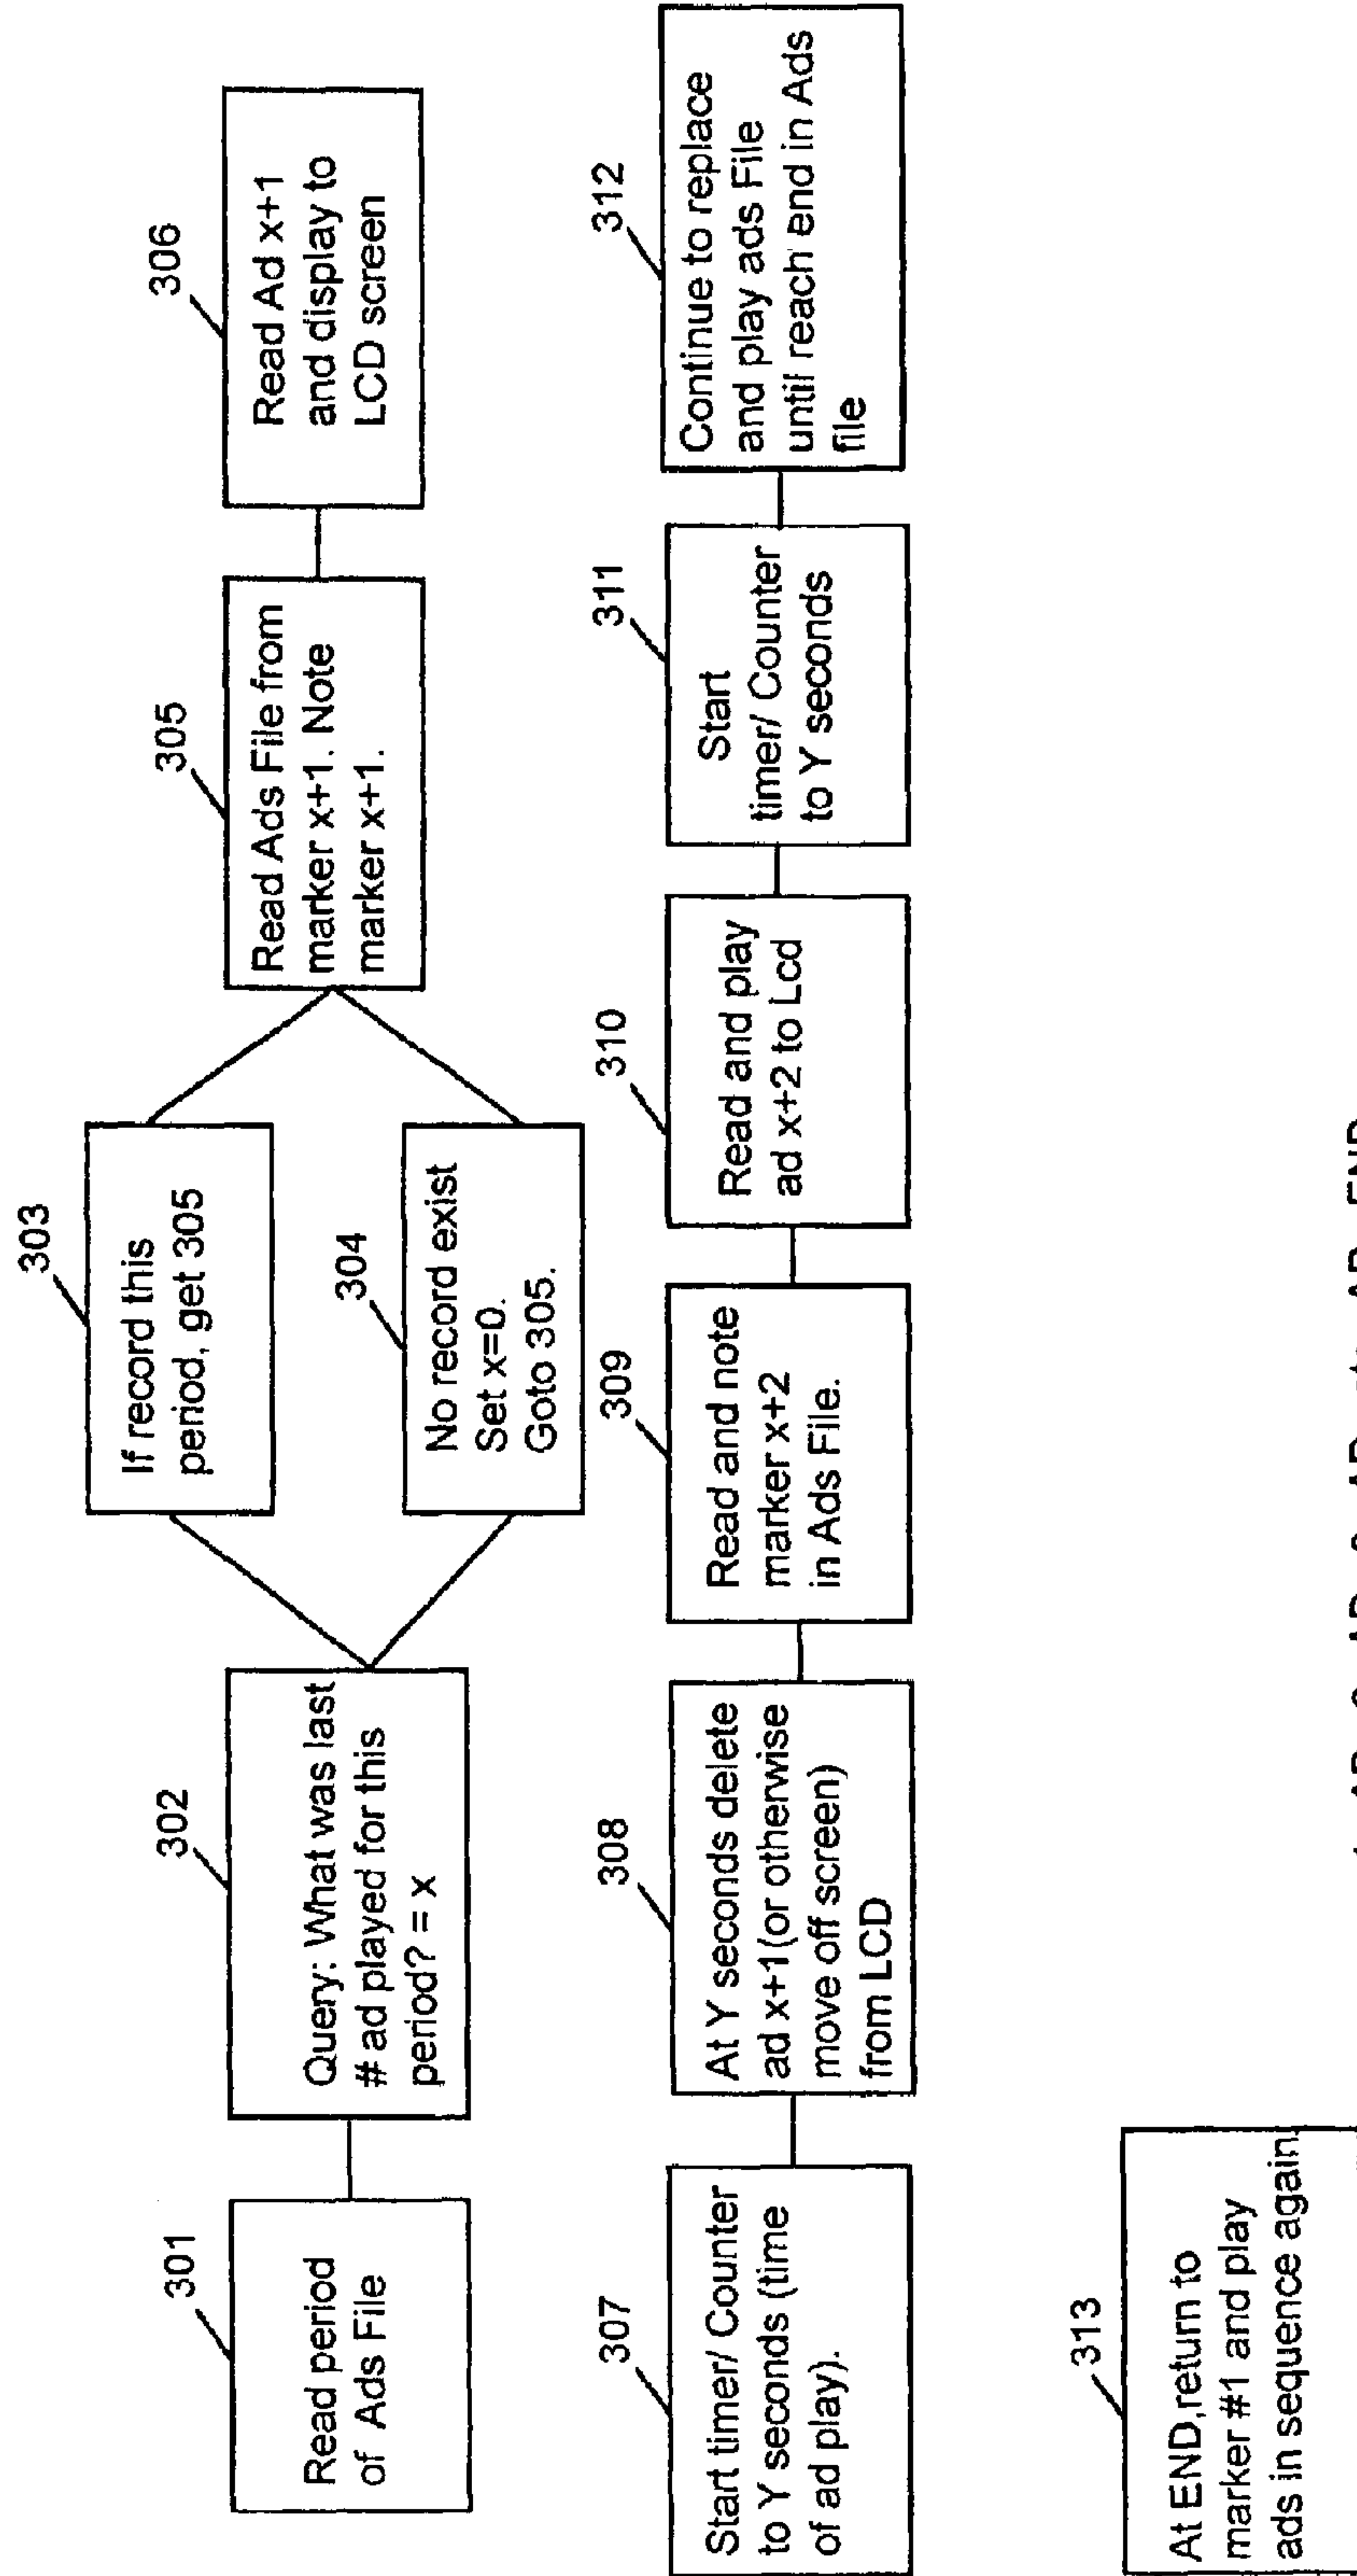 301
Read period
of Ads File
302
Query: What was last
# ad played for this
period? = x
303
If record this
period, get 305
304
No record exist
Set x=0.
Goto 305.
305
Read Ads File from
marker x+1. Note
marker x+1.
306
Read Ad x+1
and display to
LCD screen
307
Start timer/ Counter
to Y seconds (time
of ad play).
308
At Y seconds delete
ad x+1(or otherwise
move off screen)
from LCD
309
Read and note
marker x+2
in Ads File.
310
Read and play
ad x+2 to Lcd
311
Start
timer/ Counter
to Y seconds
312
Continue to replace
and play ads File
until reach end in Ads
file
313
At END,return to
marker #1 and play
ads in sequence again.